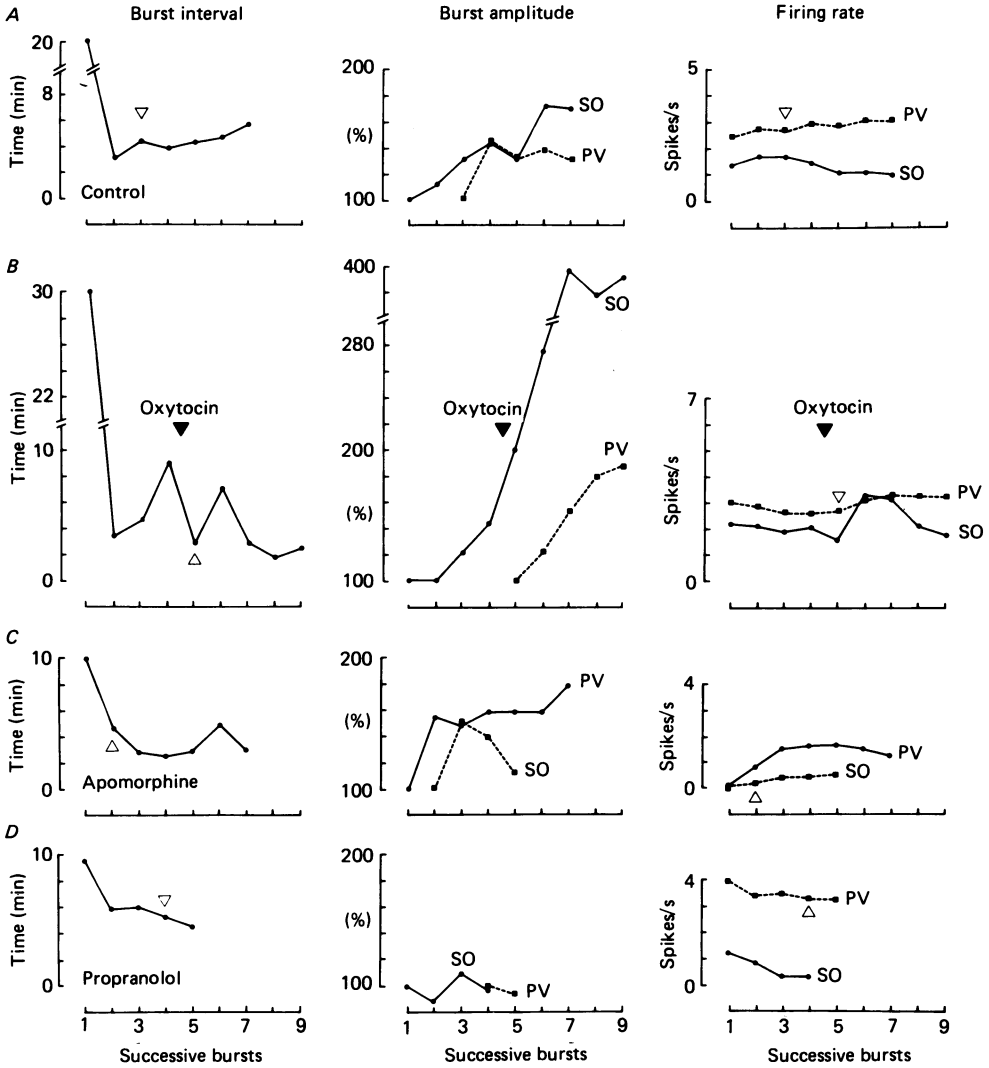 A Burst interval Burst amplitude Firing rate
20
8
0
Time (min)
Control
200
(%)
100
SO
PV
5
0
Spikes/s
PV
SO
B
30
22
10
0
Time (min)
Oxytocin
400
280
200
(%)
100
Oxytocin
SO
PV
7
0
Spikes/s
Oxytocin
PV
SO
C
10
0
Time (min)
Apomorphine
200
(%)
100
PV
SO
4
0
Spikes/s
PV
SO
D
10
0
Time (min)
Propranolol
1 3 5 7 9
Successive bursts
200
(%)
100
SO
PV
1 3 5 7 9
Successive bursts
4
0
Spikes/s
PV
SO
1 3 5 7 9
Successive bursts